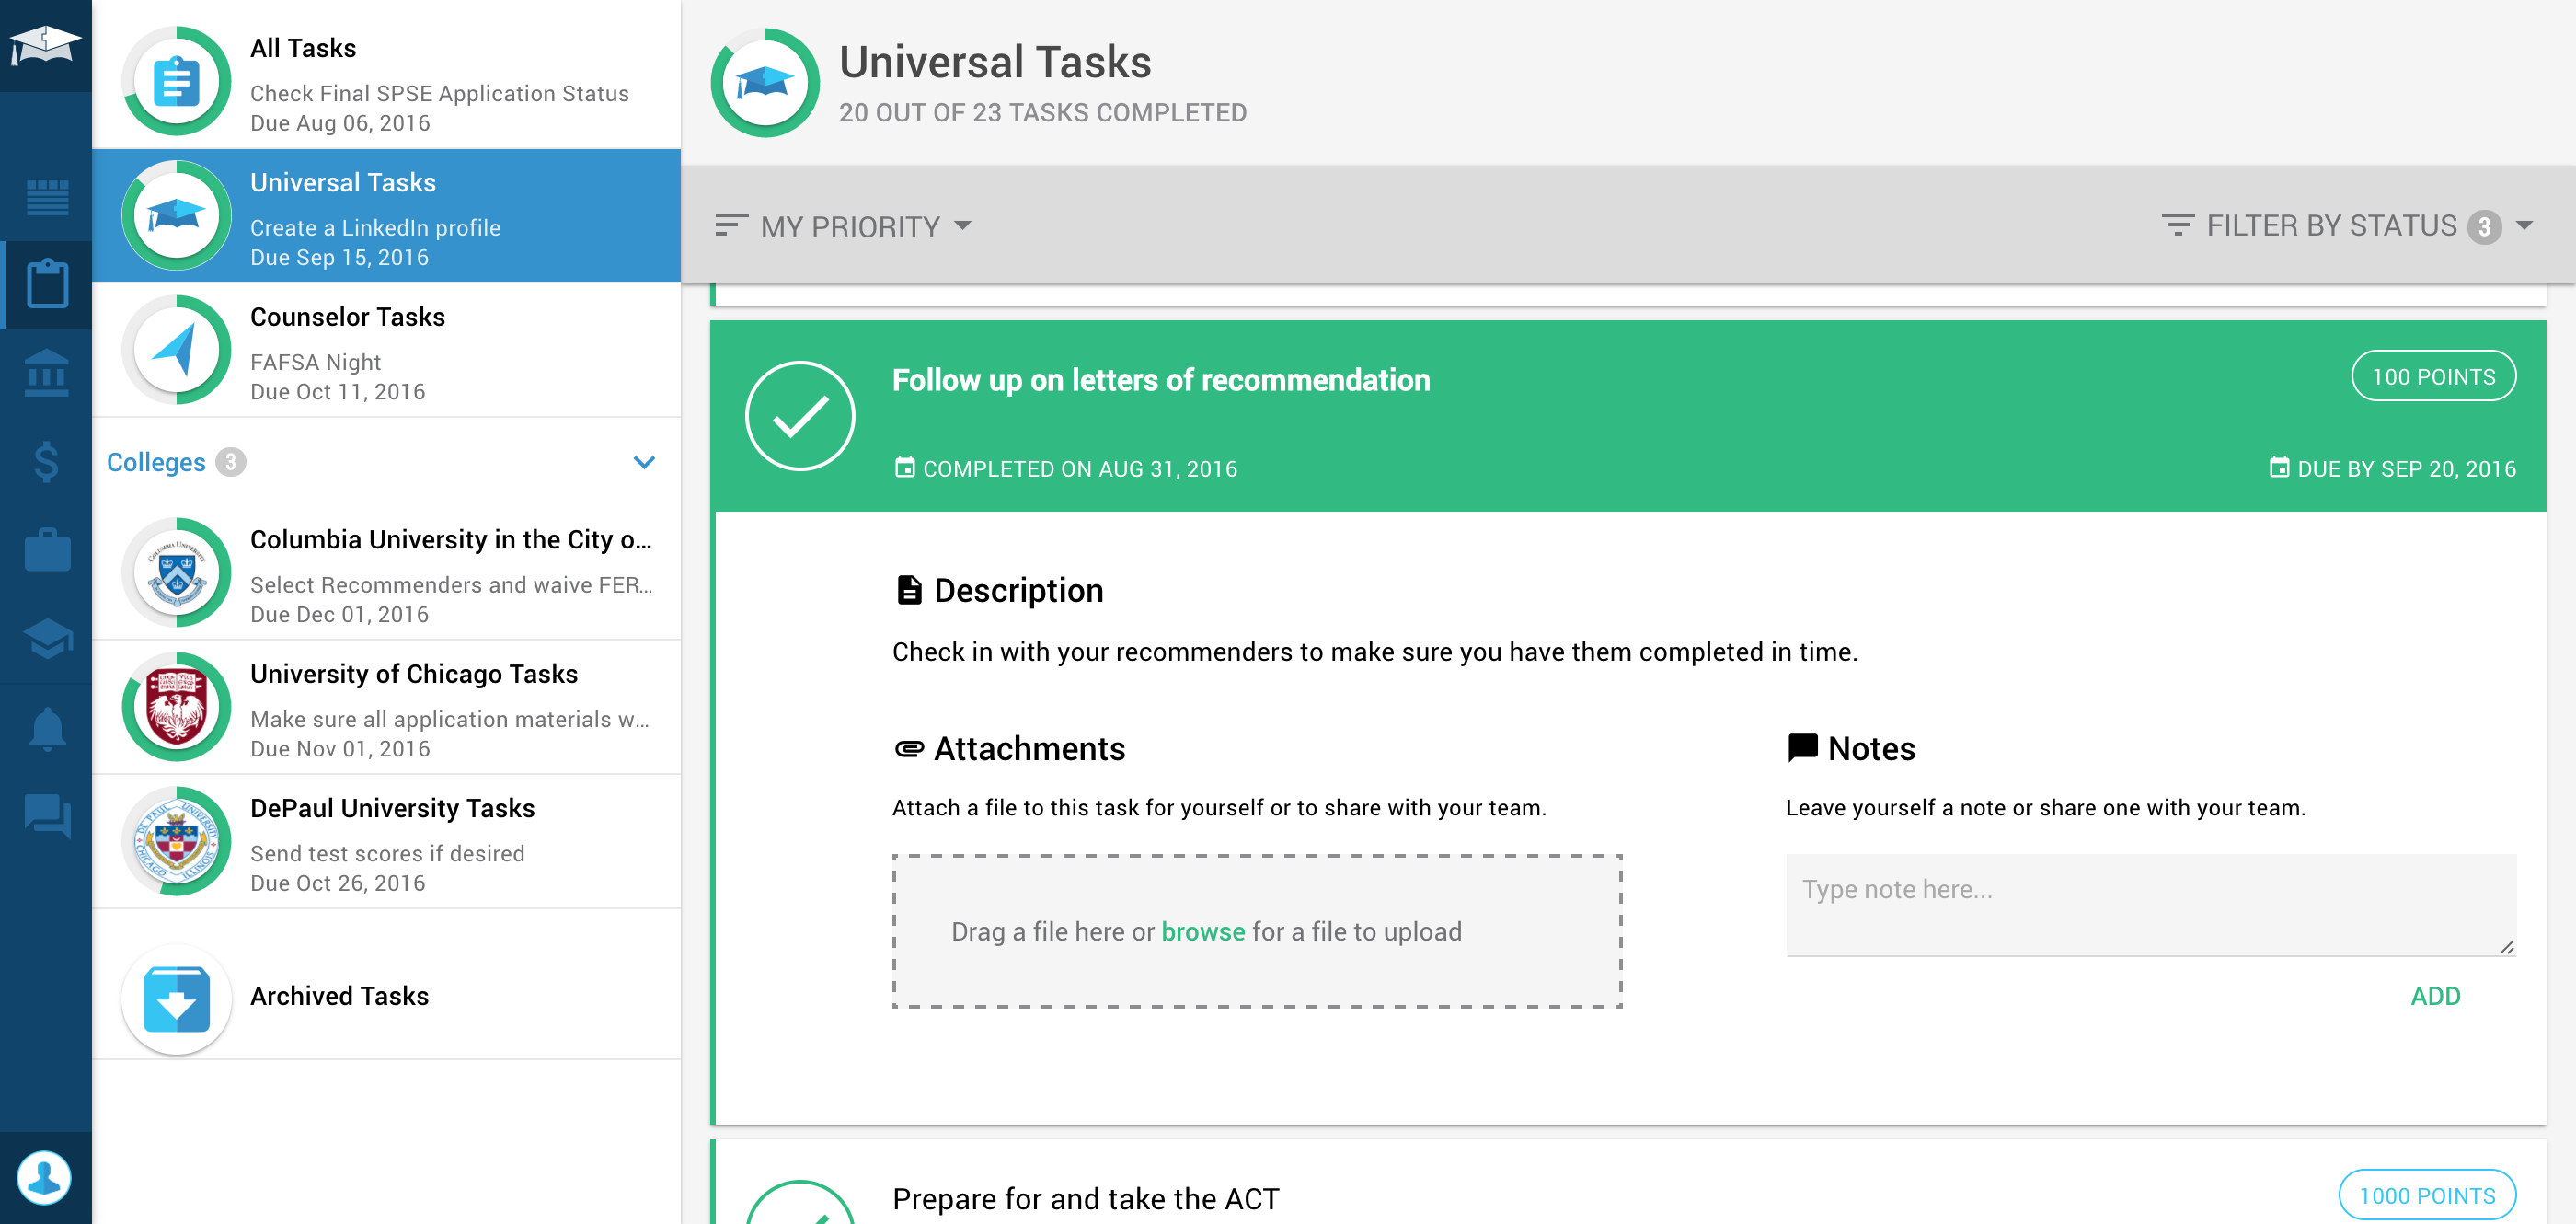 All Tasks
Check Final SPSE Application Status
Due Aug 06, 2016
Universal Tasks
Create a LinkedIn profile
Due Sep 15, 2016
Counselor Tasks
FAFSA Night
Due Oct 11, 2016
Colleges 3
Columbia University in the City o...
Select Recommenders and waive FER...
Due Dec 01, 2016
University of Chicago Tasks
Make sure all application materials w...
Due Nov 01, 2016
DePaul University Tasks
Send test scores if desired
Due Oct 26, 2016
Archived Tasks
Universal Tasks
20 OUT OF 23 TASKS COMPLETED
MY PRIORITY
FILTER BY STATUS 3
Follow up on letters of recommendation
100 POINTS
COMPLETED ON AUG 31, 2016
DUE BY SEP 20, 2016
Description
Check in with your recommenders to make sure you have them completed in time.
Attachments
Attach a file to this task for yourself or to share with your team.
Drag a file here or browse for a file to upload
Notes
Leave yourself a note or share one with your team.
Type note here...
ADD
Prepare for and take the ACT
1000 POINTS